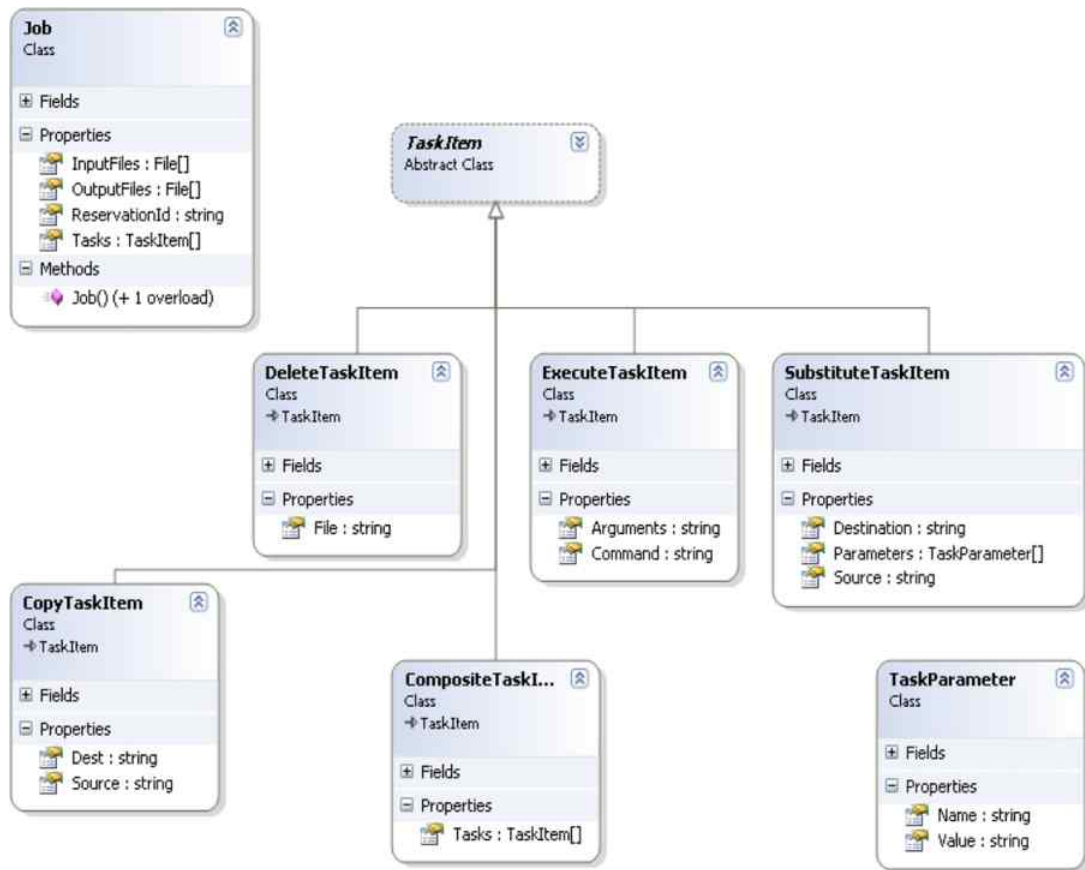 Job
Class
Fields
Properties
InputFiles : File[]
OutputFiles : File[]
ReservationId : string
Tasks : TaskItem[]
Methods
Job() (+ 1 overload)
TaskItem
Abstract Class
DeleteTaskItem
Class
TaskItem
Fields
Properties
File : string
ExecuteTaskItem
Class
TaskItem
Fields
Properties
Arguments : string
Command : string
SubstituteTaskItem
Class
TaskItem
Fields
Properties
Destination : string
Parameters : TaskParameter[]
Source : string
CopyTaskItem
Class
TaskItem
Fields
Properties
Dest : string
Source : string
CompositeTaskI...
Class
TaskItem
Fields
Properties
Tasks : TaskItem[]
TaskParameter
Class
Fields
Properties
Name : string
Value : string